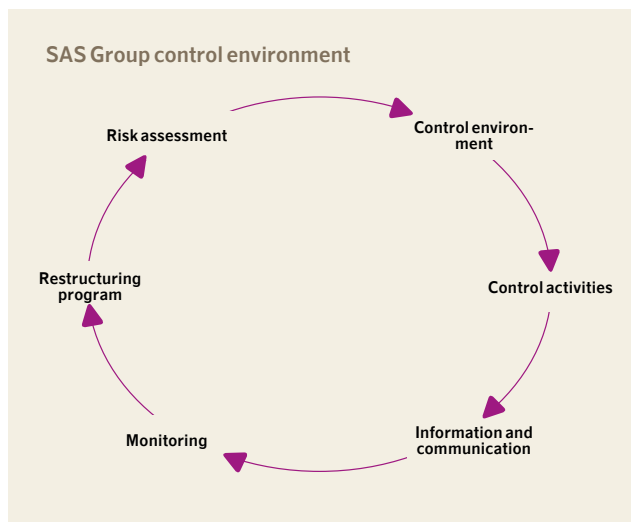 SAS Group control environment
Risk assessment
Control environ-
ment
Control activities
Information and
communication
Monitoring
Restructuring
program